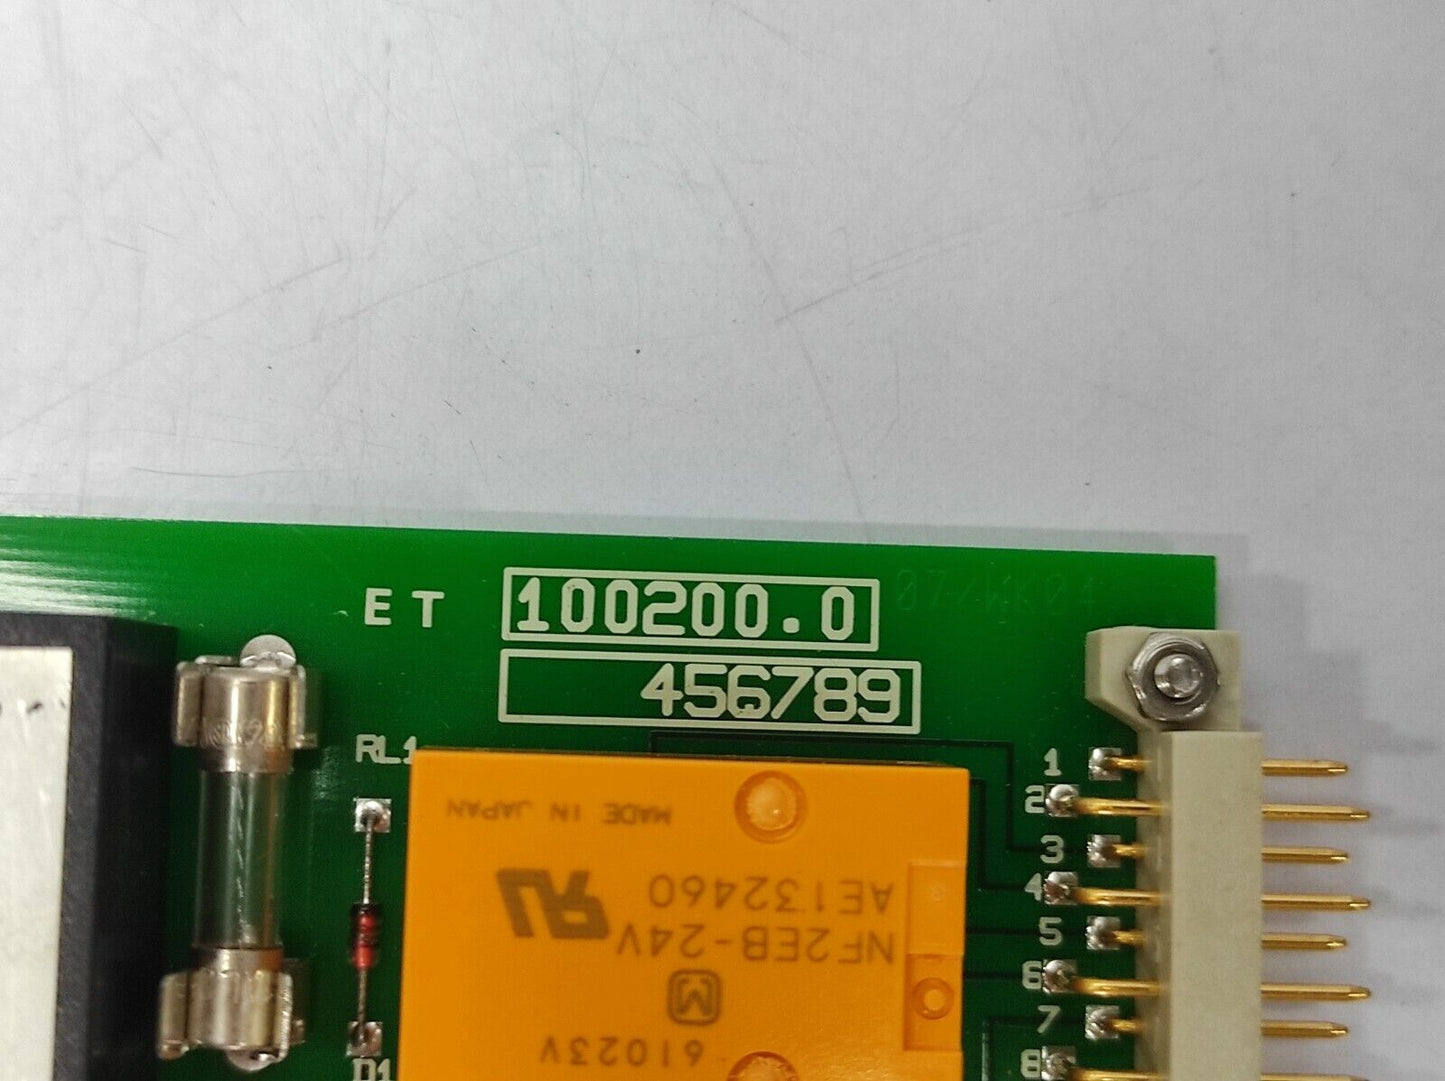 ET 100200.0
456789
RL1
MADE IN JAPAN
AE132460
NF2EB-24V
61023V
D1
1
2
3
4
5
6
7
8